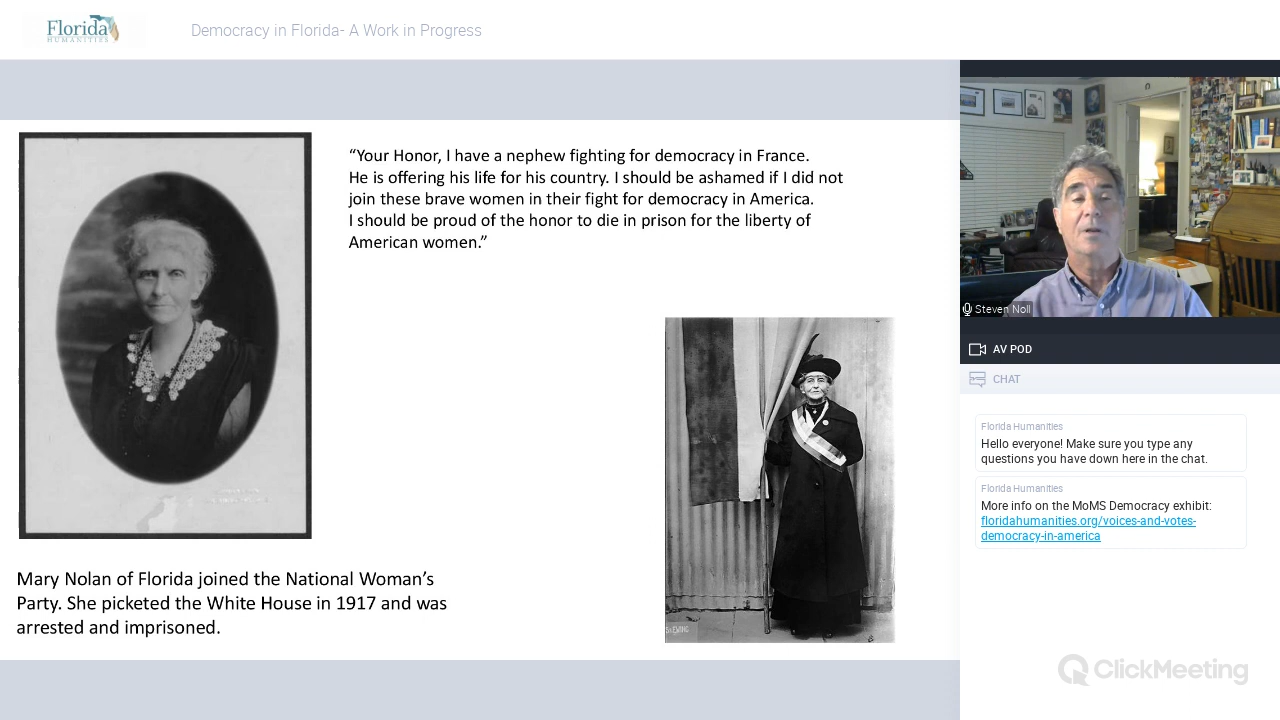 Florida
HUMANITIES
Democracy in Florida- A Work in Progress
“Your Honor, I have a nephew fighting for democracy in France.
He is offering his life for his country. I should be ashamed if I did not
join these brave women in their fight for democracy in America.
I should be proud of the honor to die in prison for the liberty of
American women.”
Mary Nolan of Florida joined the National Woman’s
Party. She picketed the White House in 1917 and was
arrested and imprisoned.
Steven Noll
AV POD
CHAT
Florida Humanities
Hello everyone! Make sure you type any
questions you have down here in the chat.
Florida Humanities
More info on the MoMS Democracy exhibit:
floridahumanities.org/voices-and-votes-
democracy-in-america
ClickMeeting